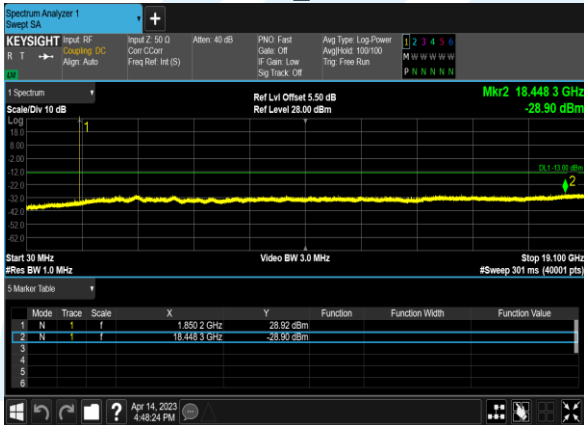 Spectrum Analyzer 1
Swept SA
+
KEYSIGHT Input: RF Input Z: 50 Ω Atten: 40 dB PNO: Fast Avg Type: Log-Power 1 2 3 4 5 6
R T Coupling: DC Corr CCorr Gate: Off Avg|Hold: 100/100 M W W W W W
Align: Auto Freq Ref: Int (S) IF Gain: Low Trig: Free Run
LV Sig Track: Off P N N N N N
1 Spectrum Ref Lvl Offset 5.50 dB Mkr2 18.448 3 GHz
Scale/Div 10 dB Ref Level 28.00 dBm -28.90 dBm
Log 1
18.0
8.00
-2.00
-12.0 DL1 -13.00 dBm
-22.0 2
-32.0
-42.0
-52.0
-62.0
Start 30 MHz Video BW 3.0 MHz Stop 19.100 GHz
#Res BW 1.0 MHz #Sweep 301 ms (40001 pts)
5 Marker Table
Mode Trace Scale X Y Function Function Width Function Value
1 N 1 f 1.850 2 GHz 28.92 dBm
2 N 1 f 18.448 3 GHz -28.90 dBm
3
4
5
6
? Apr 14, 2023
4:48:24 PM